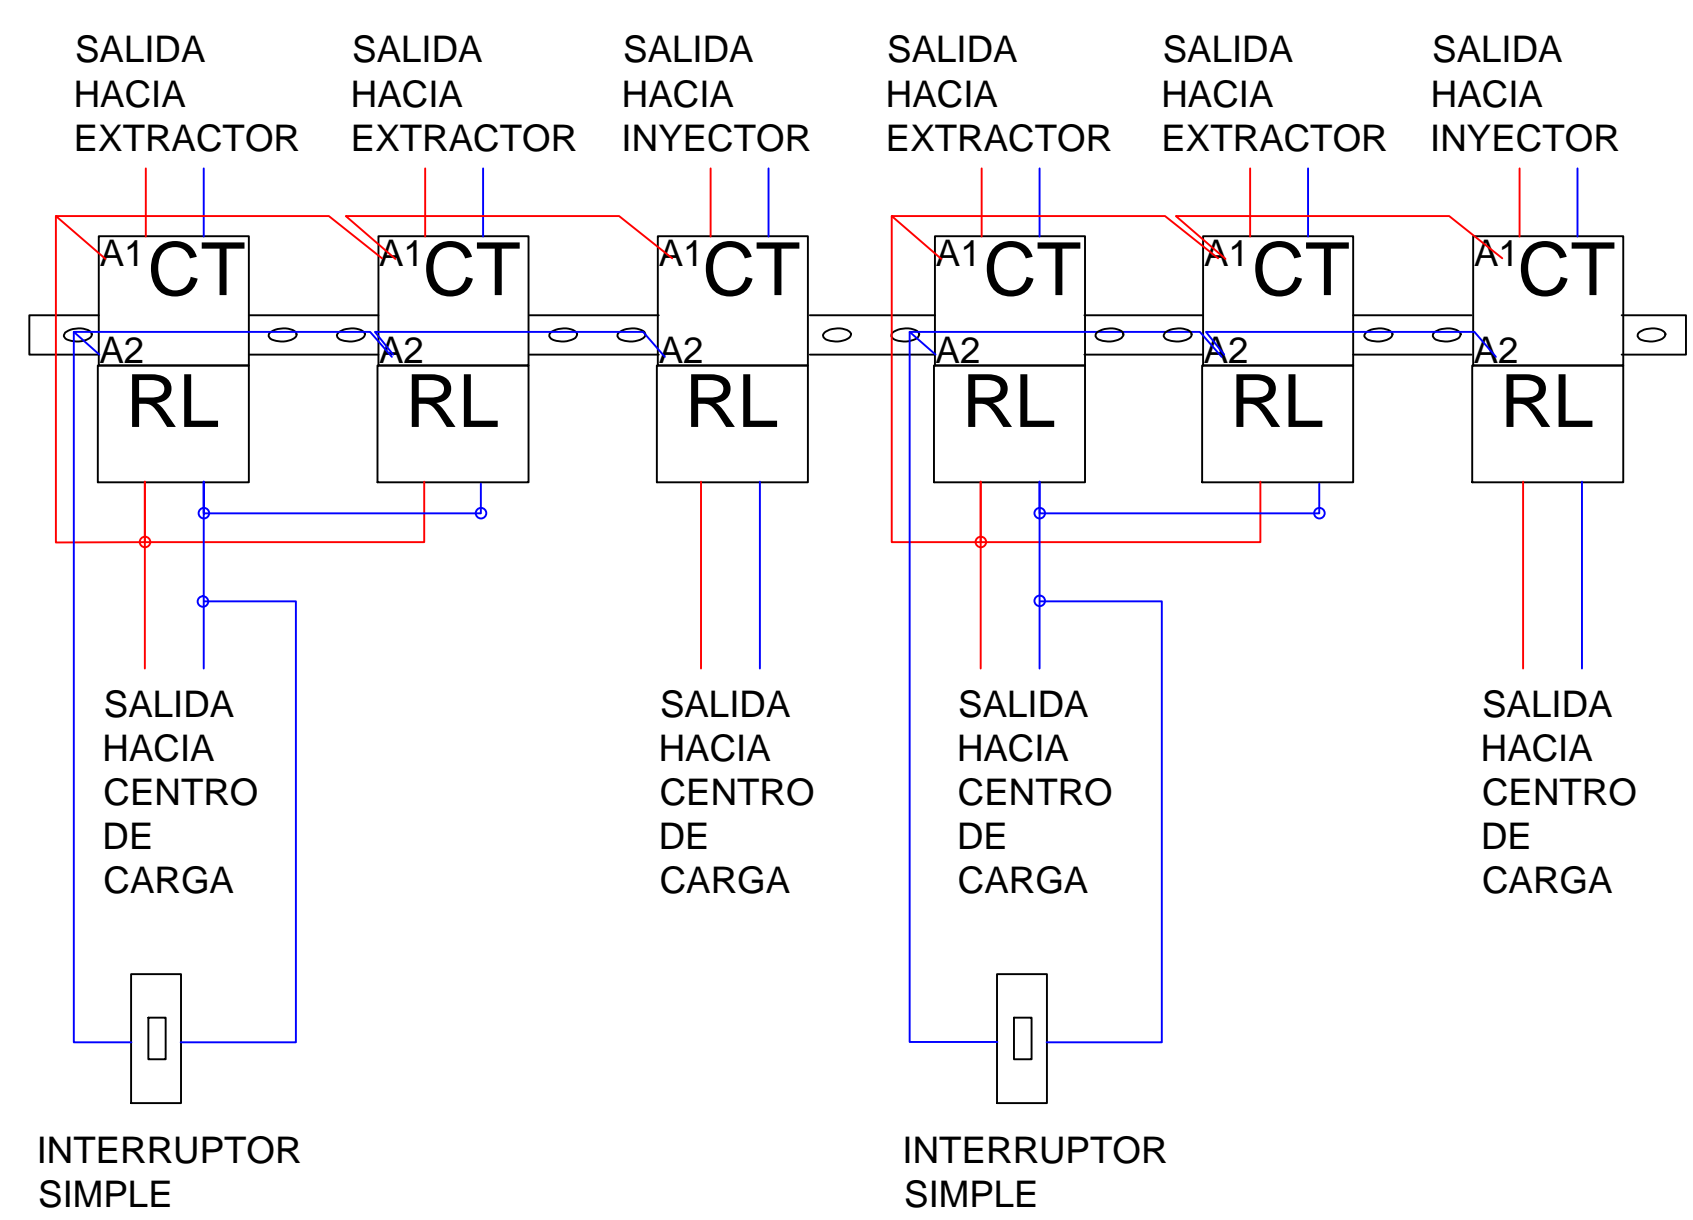 SALIDA
HACIA
EXTRACTOR
SALIDA
HACIA
EXTRACTOR
SALIDA
HACIA
INYECTOR
SALIDA
HACIA
EXTRACTOR
SALIDA
HACIA
EXTRACTOR
SALIDA
HACIA
INYECTOR
A1 CT
A2
RL
A1 CT
A2
RL
A1 CT
A2
RL
A1 CT
A2
RL
A1 CT
A2
RL
A1 CT
A2
RL
SALIDA
HACIA
CENTRO
DE
CARGA
SALIDA
HACIA
CENTRO
DE
CARGA
SALIDA
HACIA
CENTRO
DE
CARGA
SALIDA
HACIA
CENTRO
DE
CARGA
INTERRUPTOR
SIMPLE
INTERRUPTOR
SIMPLE